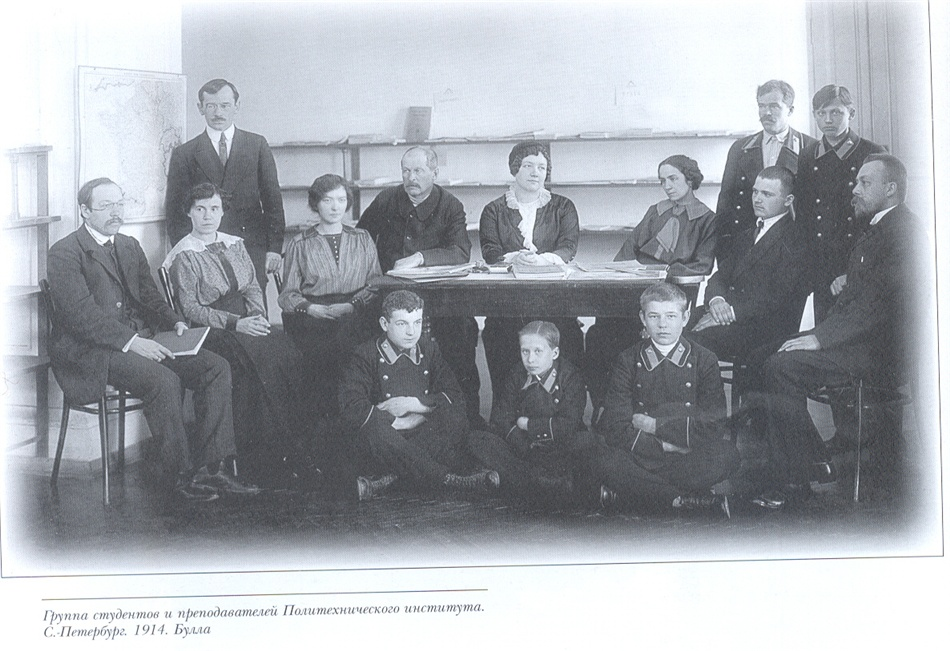 Группа студентов и преподавателей Политехнического института.
С.-Петербург. 1914. Булла